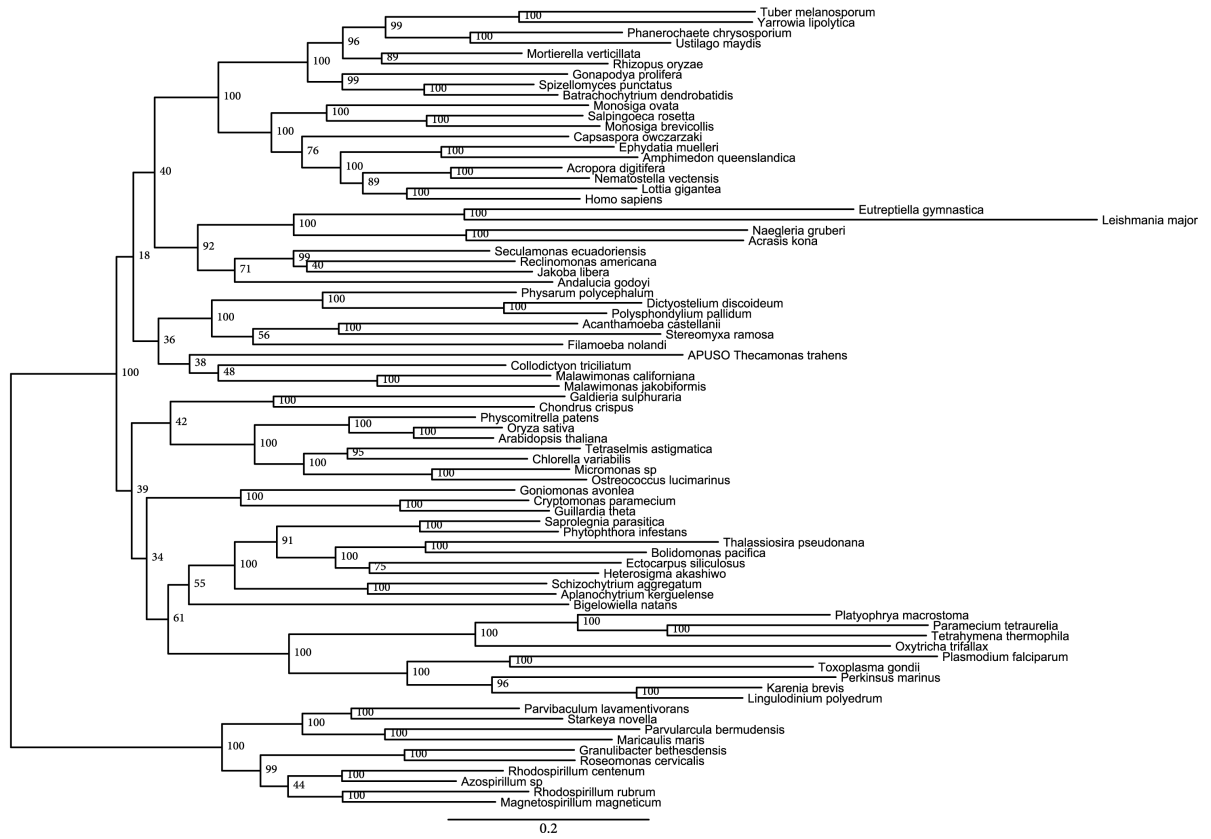 Tuber melanosporum
100
Yarrowia lipolytica
99
Phanerochaete chrysosporium
100
Ustilago maydis
96
Mortierella verticillata
89
Rhizopus oryzae
100
Gonapodya prolifera
99
Spizellomyces punctatus
100
Batrachochytrium dendrobatidis
100
Monosiga ovata
100
Salpingoeca rosetta
100
Monosiga brevicollis
100
Capsaspora owczarzaki
76
Ephydatia muelleri
100
Amphimedon queenslandica
100
Acropora digitifera
100
Nematostella vectensis
89
Lottia gigantea
100
Homo sapiens
40
Eutreptiella gymnastica
100
Leishmania major
100
Naegleria gruberi
100
Acrasis kona
92
Seculamonas ecuadoriensis
99
Reclinomonas americana
40
Jakoba libera
71
Andalucia godoyi
18
Physarum polycephalum
100
Dictyostelium discoideum
100
Polysphondylium pallidum
100
Acanthamoeba castellanii
100
Stereomyxa ramosa
56
Filamoeba nolandi
36
APUSO Thecamonas trahens
38
Collodictyon triciliatum
48
Malawimonas californiana
100
Malawimonas jakobiformis
100
Galdieria sulphuraria
100
Chondrus crispus
42
Physcomitrella patens
100
Oryza sativa
100
Arabidopsis thaliana
100
Tetraselmis astigmatica
95
Chlorella variabilis
100
Micromonas sp
100
Ostreococcus lucimarinus
39
Goniomonas avonlea
100
Cryptomonas paramecium
100
Guillardia theta
34
Saprolegnia parasitica
100
Phytophthora infestans
91
Thalassiosira pseudonana
100
Bolidomonas pacifica
100
Ectocarpus siliculosus
75
Heterosigma akashiwo
100
Schizochytrium aggregatum
100
Aplanochytrium kerguelense
55
Bigelowiella natans
61
Platyophrya macrostoma
100
Paramecium tetraurelia
100
Tetrahymena thermophila
100
Oxytricha trifallax
100
Plasmodium falciparum
100
Toxoplasma gondii
100
Perkinsus marinus
96
Karenia brevis
100
Lingulodinium polyedrum
Parvibaculum lavamentivorans
100
Starkeya novella
100
Parvularcula bermudensis
100
Maricaulis maris
100
Granulibacter bethesdensis
100
Roseomonas cervicalis
99
Rhodospirillum centenum
100
Azospirillum sp
44
Rhodospirillum rubrum
100
Magnetospirillum magneticum
0.2